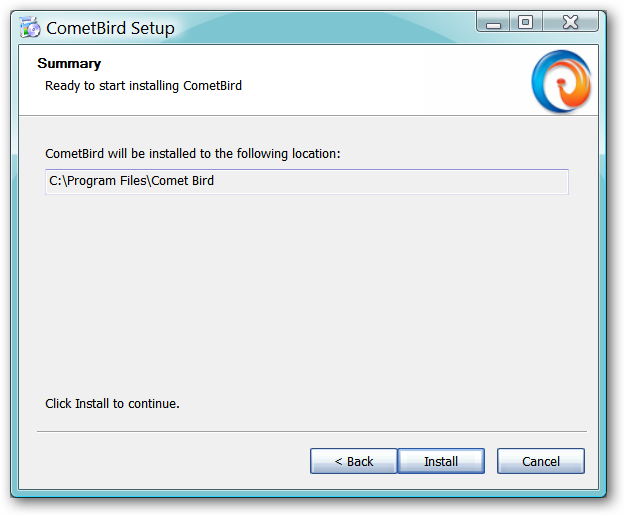 CometBird Setup
Summary
Ready to start installing CometBird
CometBird will be installed to the following location:
C:\Program Files\Comet Bird
Click Install to continue.
< Back Install Cancel